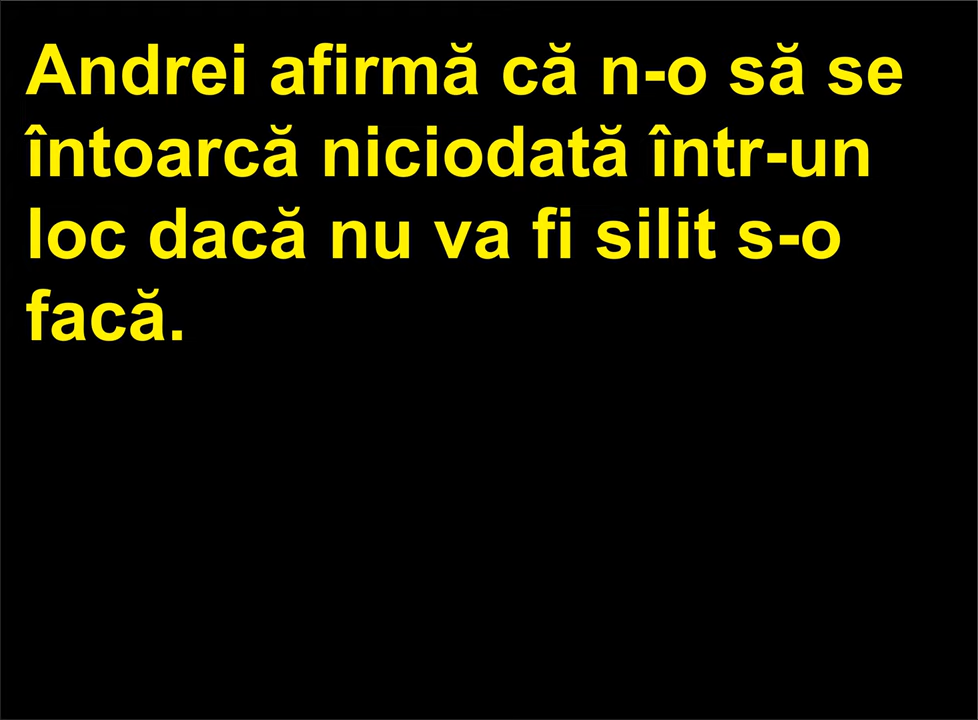 Andrei afirmă că n-o să se
întoarcă niciodată într-un
loc dacă nu va fi silit s-o
facă.